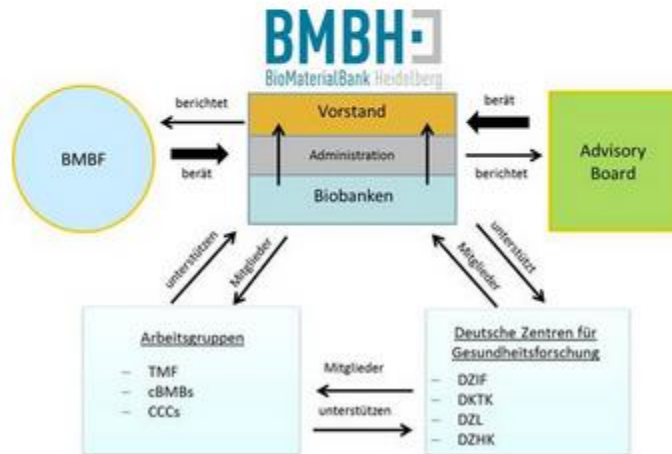 BMBH
BioMaterialBank Heidelberg
berichtet
Vorstand
berät
BMBF
Administration
Advisory
Board
berät
berichtet
Biobanken
unterstützen
Mitglieder
Mitglieder
unterstützt
Arbeitsgruppen
– TMF
– cBMBs
– CCCs
Mitglieder
unterstützen
Deutsche Zentren für
Gesundheitsforschung
– DZIF
– DKTK
– DZL
– DZHK